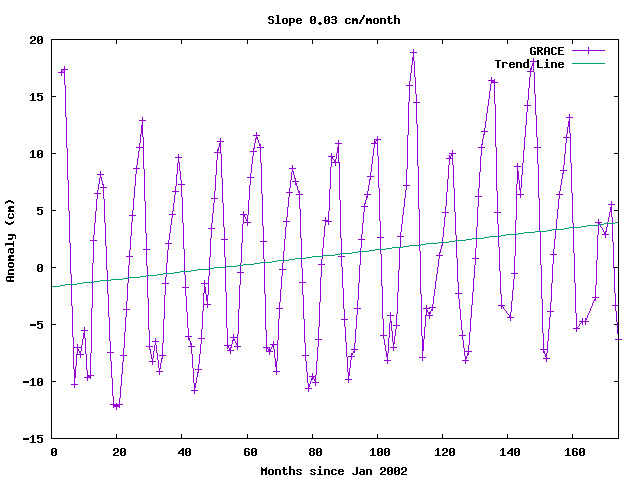 Slope 0.03 cm/month
GRACE
Trend Line
20
15
10
5
0
-5
-10
-15
Anomaly (cm)
0 20 40 60 80 100 120 140 160
Months since Jan 2002